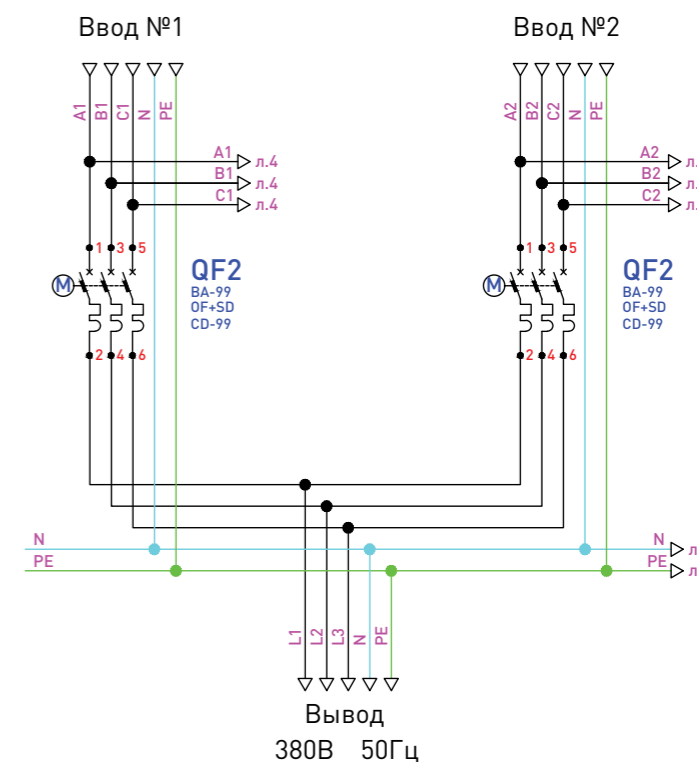 Ввод №1 Ввод №2
A1 B1 C1 N PE A2 B2 C2 N PE
A1 л.4 A2 л.
B1 л.4 B2 л.
C1 л.4 C2 л.
1 3 5 1 3 5
M QF2 M QF2
BA-99 BA-99
OF+SD OF+SD
CD-99 CD-99
2 4 6 2 4 6
N N л
PE PE л
L1 L2 L3 N PE
Вывод
380В 50Гц